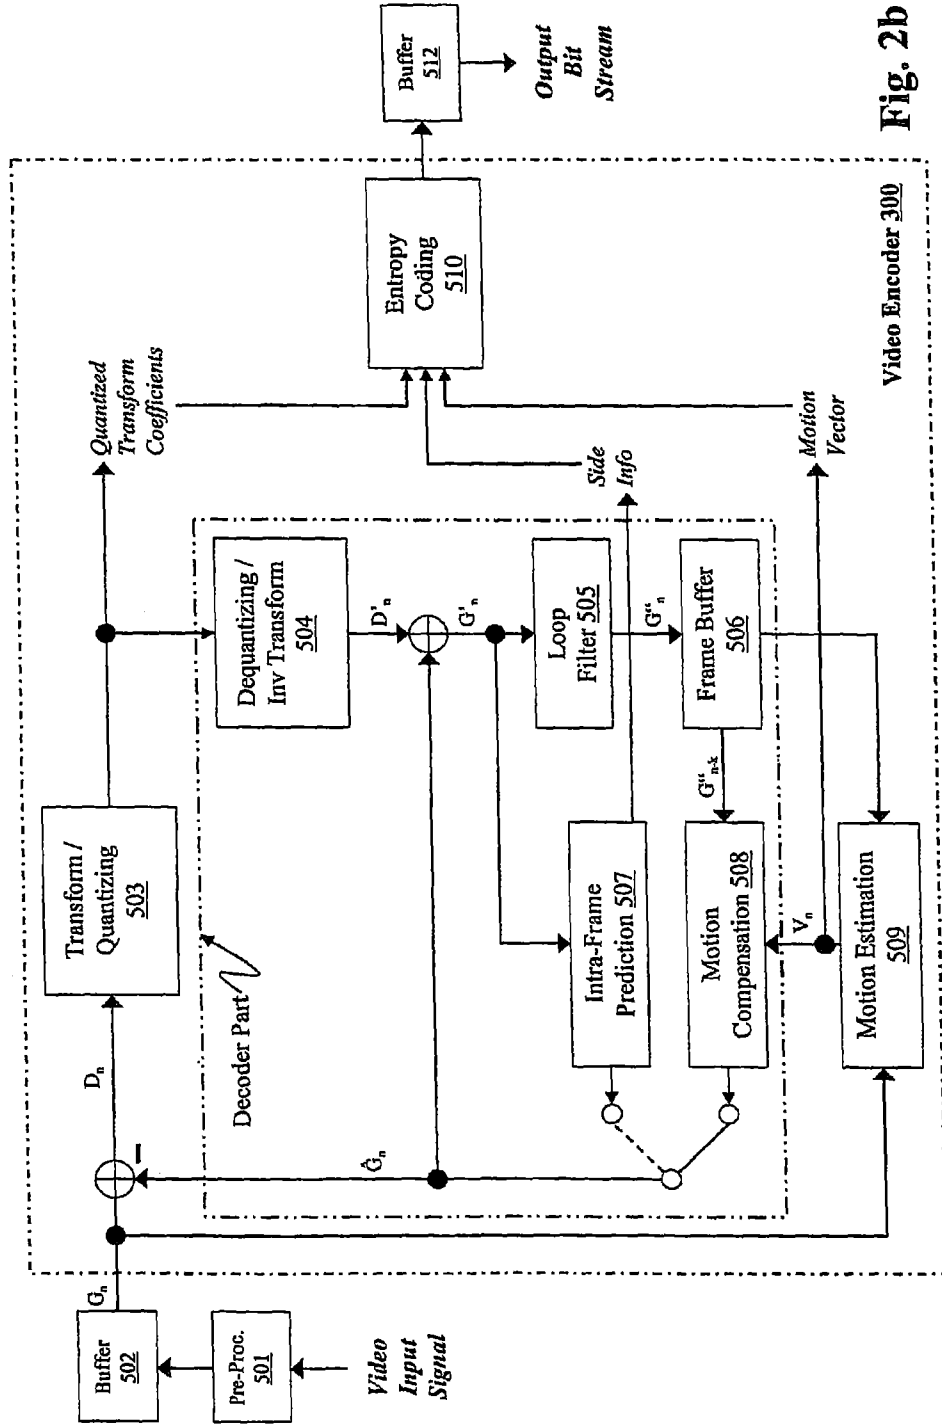 Video
Input
Signal
Pre-Proc.
501
Buffer
502
Gₙ
Dₙ
Transform /
Quantizing
503
Quantized
Transform
Coefficients
Decoder Part
Ĝₙ
Dequantizing /
Inv Transform
504
D'ₙ
G'ₙ
Loop
Filter 505
G“ₙ
Frame Buffer
506
G“ₙ₋ₖ
Intra-Frame
Prediction 507
Motion
Compensation 508
Vₙ
Motion Estimation
509
Side
Info
Motion
Vector
Entropy
Coding
510
Buffer
512
Output
Bit
Stream
Video Encoder 300
Fig. 2b